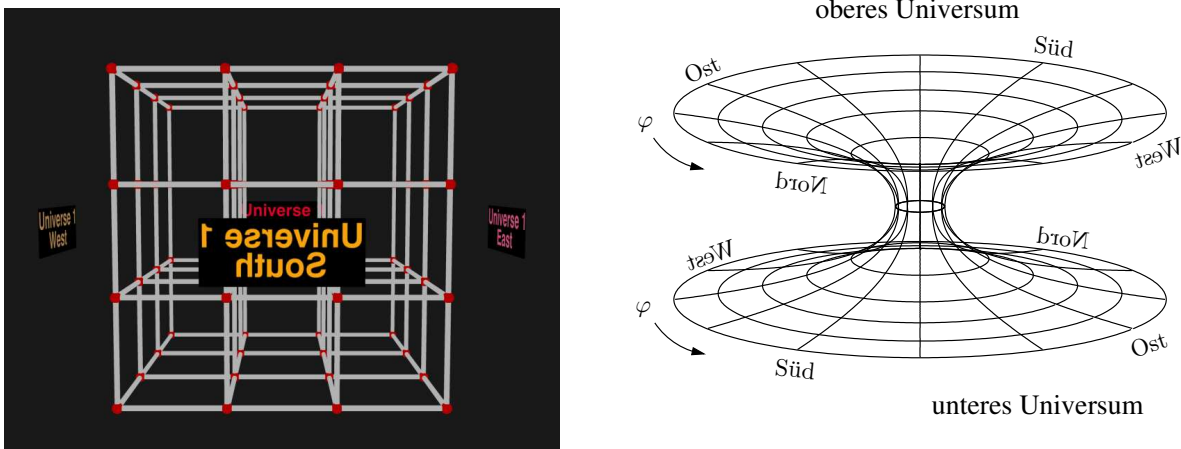 Universe 1
West
Universe 1
Universe 1
South
Universe 1
East
oberes Universum
Ost
Süd
φ
Nord
West
West
Nord
φ
Süd
Ost
unteres Universum